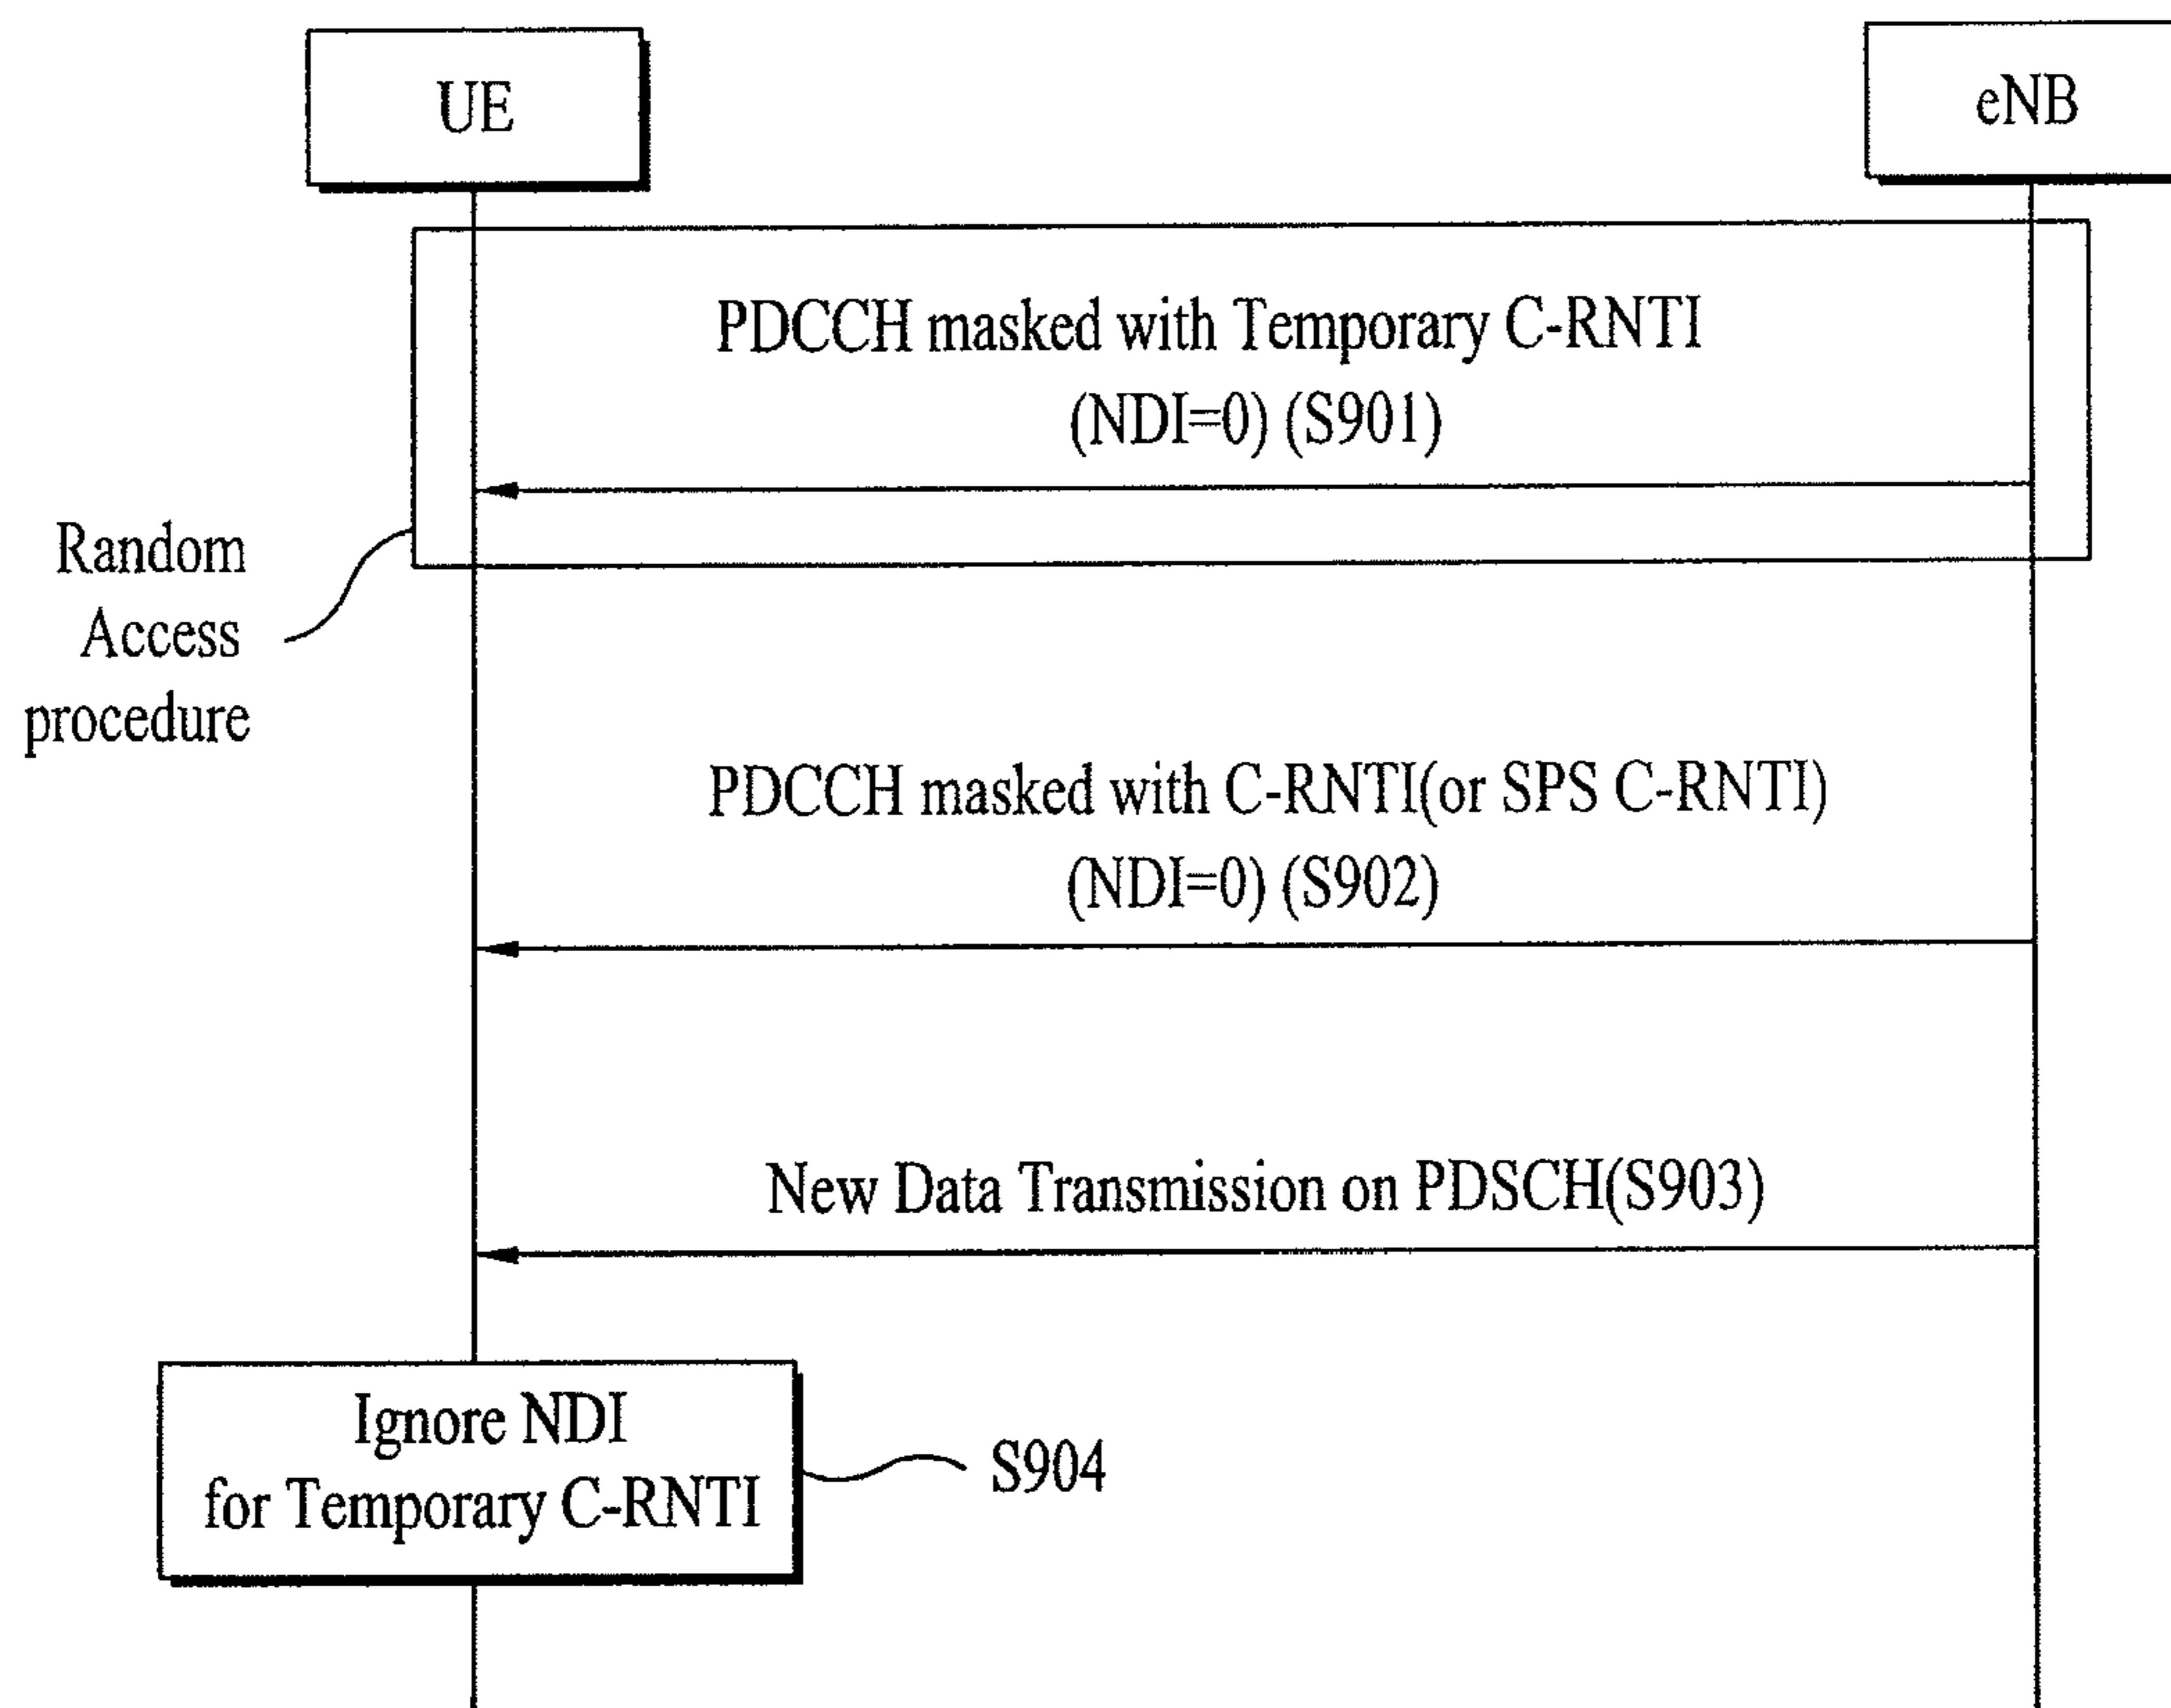 UE
eNB
PDCCH masked with Temporary C-RNTI
(NDI=0) (S901)
Random
Access
procedure
PDCCH masked with C-RNTI(or SPS C-RNTI)
(NDI=0) (S902)
New Data Transmission on PDSCH(S903)
Ignore NDI
for Temporary C-RNTI
S904